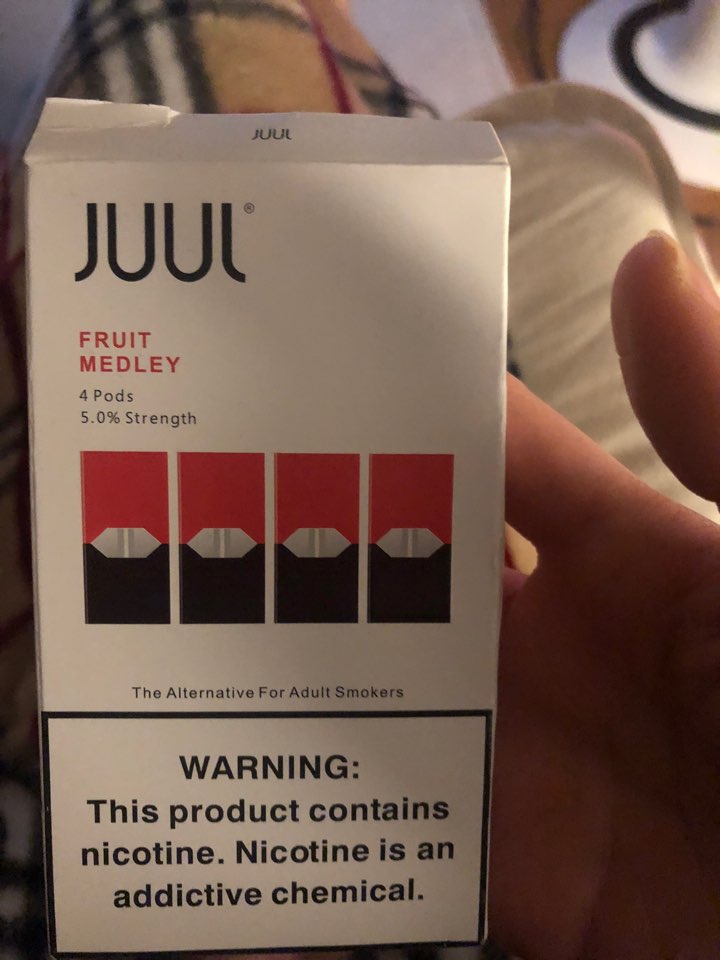 JUUL
JUUL®
FRUIT
MEDLEY
4 Pods
5.0% Strength
The Alternative For Adult Smokers
WARNING:
This product contains
nicotine. Nicotine is an
addictive chemical.